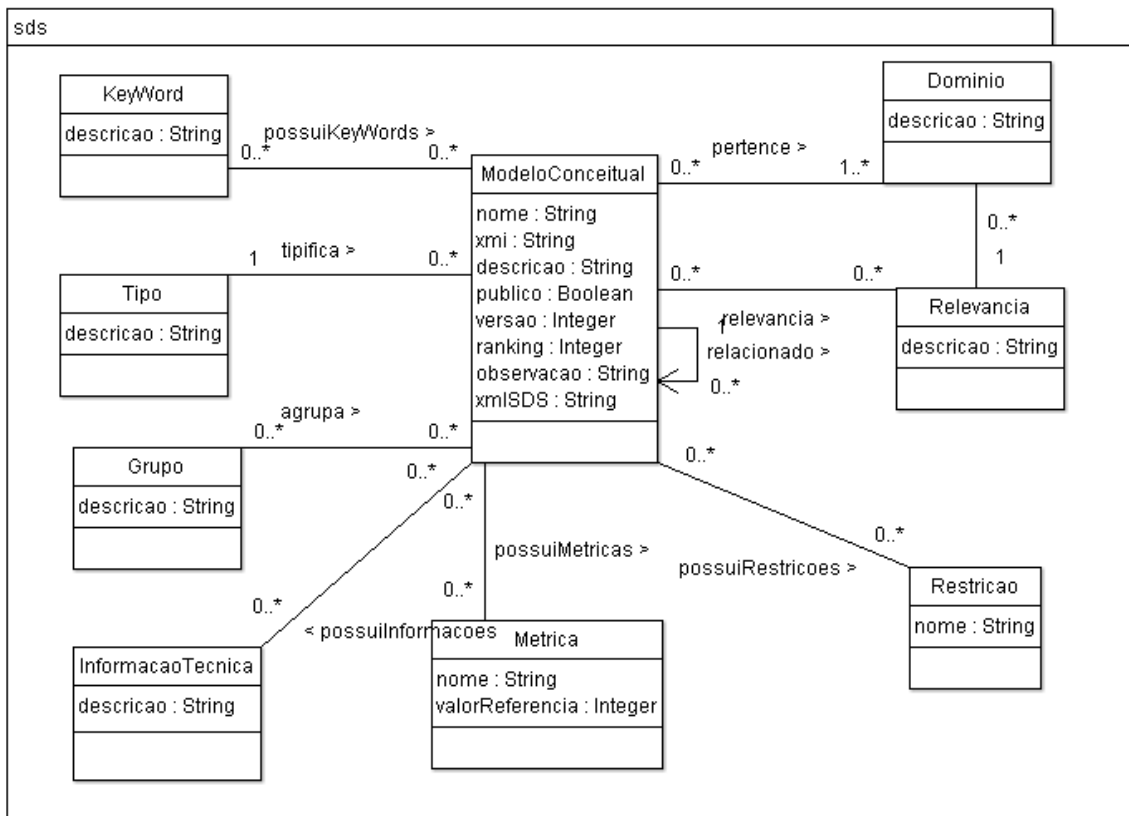 sds
KeyWord
descricao : String
possuiKeyWords >
0..*
0..*
Dominio
descricao : String
pertence >
0..*
1..*
ModeloConceitual
nome : String
xmi : String
descricao : String
publico : Boolean
versao : Integer
ranking : Integer
observacao : String
xmlSDS : String
0..*
1
tipifica >
1
0..*
Tipo
descricao : String
0..*
0..*
relevancia >
Relevancia
descricao : String
1
relacionado >
0..*
agrupa >
0..*
0..*
Grupo
descricao : String
0..*
0..*
0..*
possuiMetricas >
0..*
possuiRestricoes >
0..*
Restricao
nome : String
0..*
< possuiInformacoes
InformacaoTecnica
descricao : String
Metrica
nome : String
valorReferencia : Integer